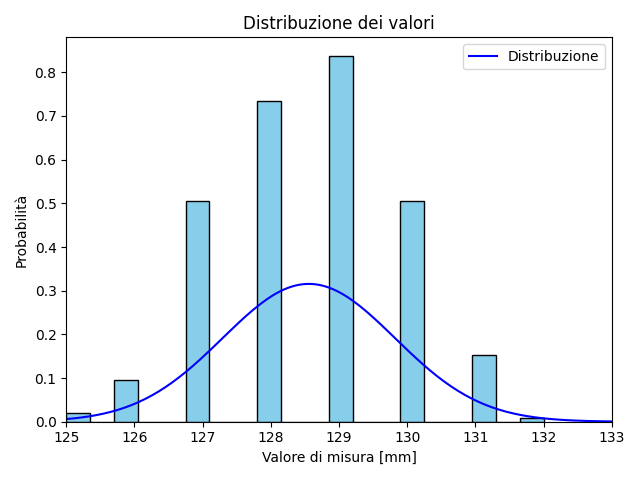 Distribuzione dei valori
Distribuzione
Probabilità
0.8
0.7
0.6
0.5
0.4
0.3
0.2
0.1
0.0
125 126 127 128 129 130 131 132 133
Valore di misura [mm]